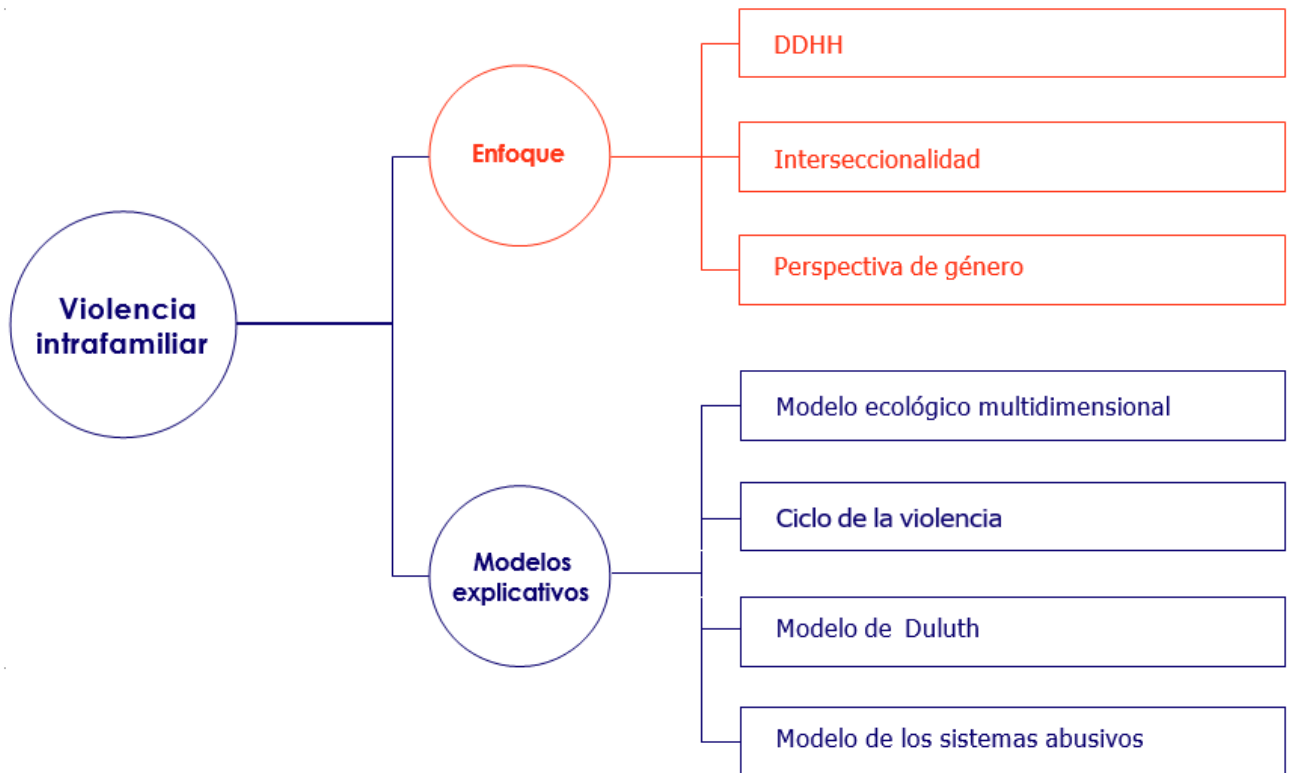 Violencia
intrafamiliar
Enfoque
DDHH
Interseccionalidad
Perspectiva de género
Modelos
explicativos
Modelo ecológico multidimensional
Ciclo de la violencia
Modelo de Duluth
Modelo de los sistemas abusivos